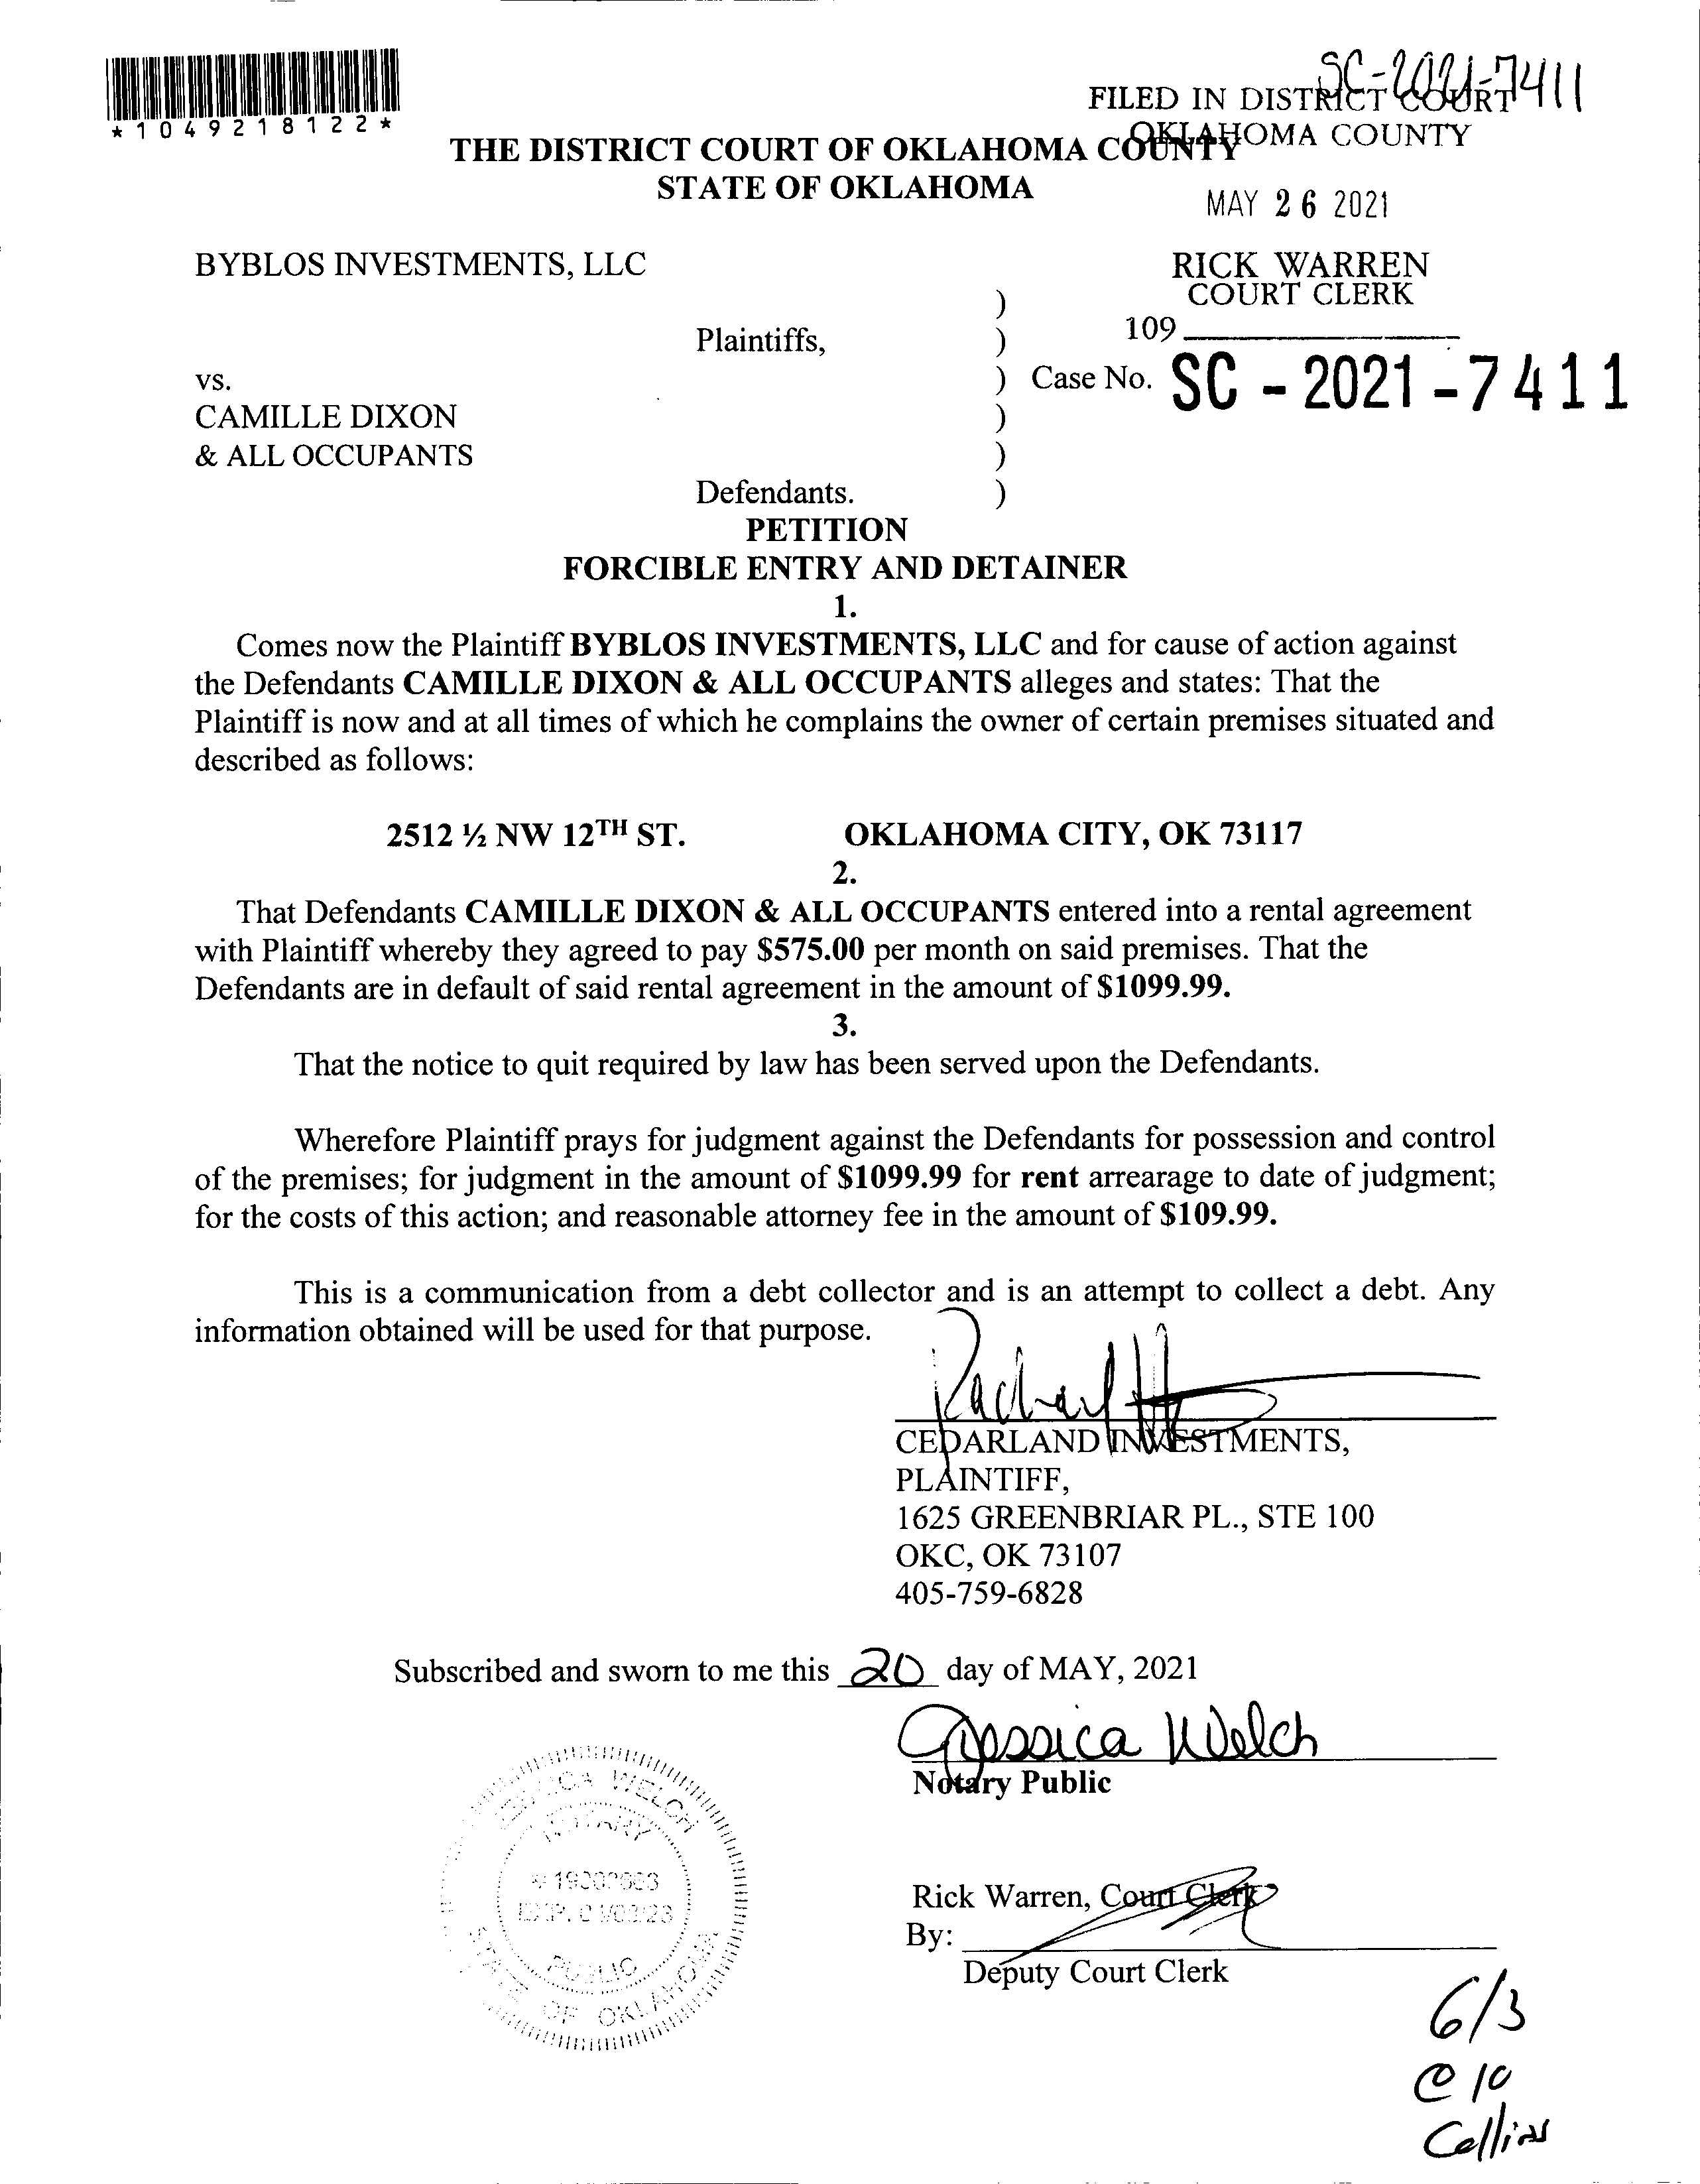 *1049218122*
SC-2021-7411
FILED IN DISTRICT COURT
OKLAHOMA COUNTY
THE DISTRICT COURT OF OKLAHOMA COUNTY
STATE OF OKLAHOMA
MAY 26 2021
BYBLOS INVESTMENTS, LLC
RICK WARREN
COURT CLERK
)
109
Plaintiffs, )
vs. ) Case No. SC - 2021 - 7411
CAMILLE DIXON )
& ALL OCCUPANTS )
Defendants. )
PETITION
FORCIBLE ENTRY AND DETAINER
1.
Comes now the Plaintiff BYBLOS INVESTMENTS, LLC and for cause of action against
the Defendants CAMILLE DIXON & ALL OCCUPANTS alleges and states: That the
Plaintiff is now and at all times of which he complains the owner of certain premises situated and
described as follows:
2512 ½ NW 12TH ST. OKLAHOMA CITY, OK 73117
2.
That Defendants CAMILLE DIXON & ALL OCCUPANTS entered into a rental agreement
with Plaintiff whereby they agreed to pay $575.00 per month on said premises. That the
Defendants are in default of said rental agreement in the amount of $1099.99.
3.
That the notice to quit required by law has been served upon the Defendants.
Wherefore Plaintiff prays for judgment against the Defendants for possession and control
of the premises; for judgment in the amount of $1099.99 for rent arrearage to date of judgment;
for the costs of this action; and reasonable attorney fee in the amount of $109.99.
This is a communication from a debt collector and is an attempt to collect a debt. Any
information obtained will be used for that purpose.
CEDARLAND INVESTMENTS,
PLAINTIFF,
1625 GREENBRIAR PL., STE 100
OKC, OK 73107
405-759-6828
Subscribed and sworn to me this 20 day of MAY, 2021
Jessica Welch
Notary Public
WELCH
NOTARY
PUBLIC
STATE OF OKLAHOMA
Rick Warren, Court Clerk
By:
Deputy Court Clerk
6/3
@ 10
Collins